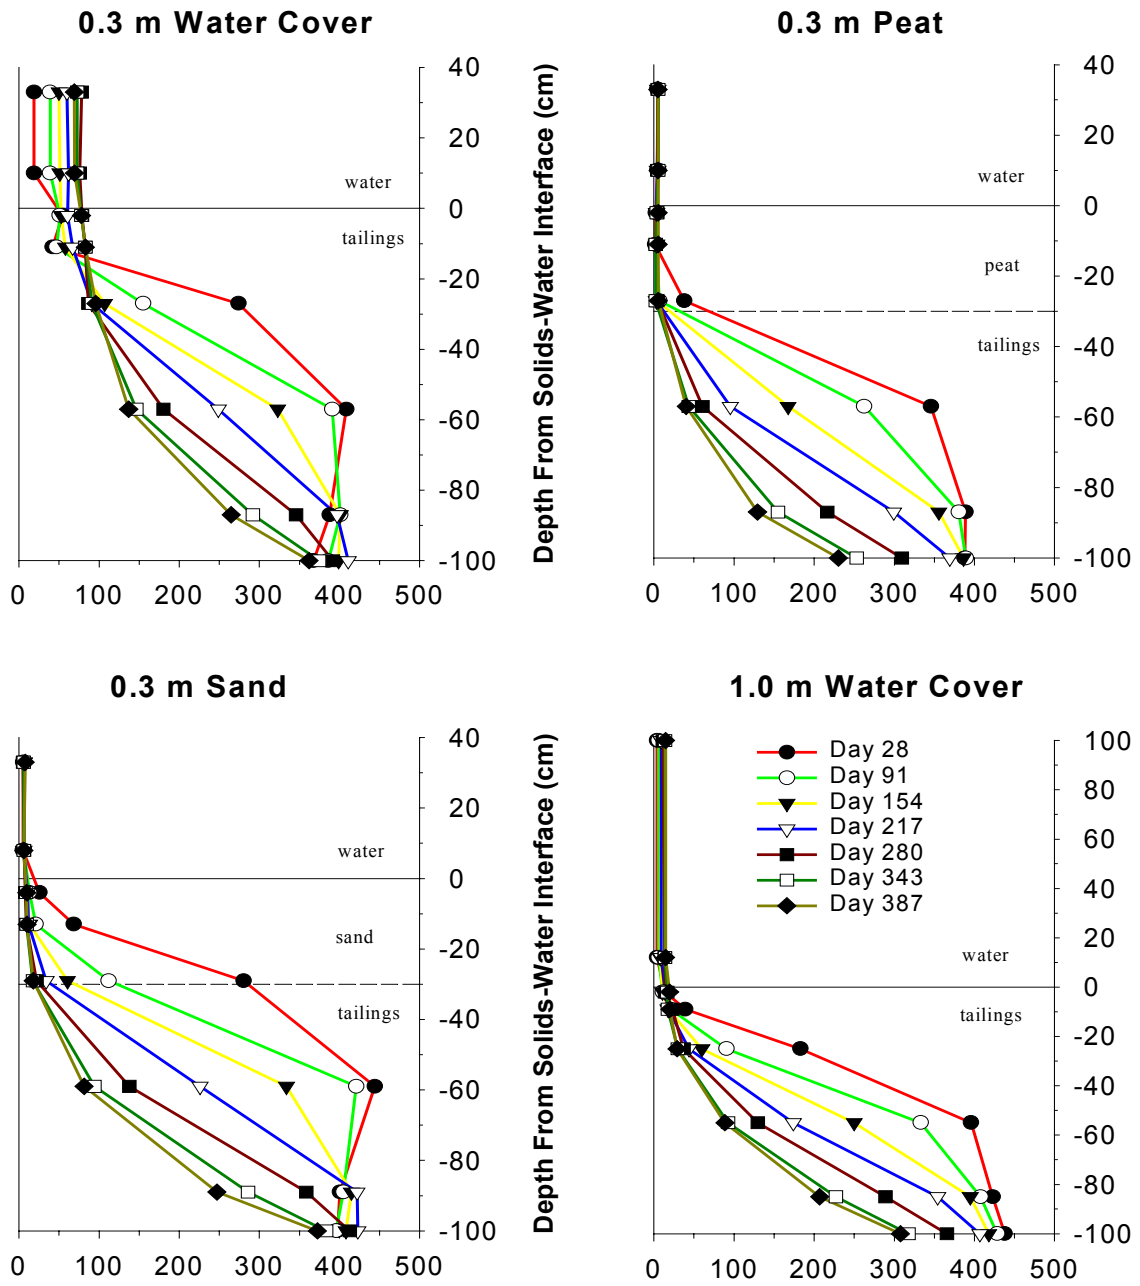 0.3 m Water Cover
40
20
0
-20
-40
-60
-80
-100
water
tailings
0 100 200 300 400 500
Depth From Solids-Water Interface (cm)
0.3 m Peat
40
20
0
-20
-40
-60
-80
-100
water
peat
tailings
0 100 200 300 400 500
0.3 m Sand
40
20
0
-20
-40
-60
-80
-100
water
sand
tailings
0 100 200 300 400 500
Depth From Solids-Water Interface (cm)
1.0 m Water Cover
Day 28
Day 91
Day 154
Day 217
Day 280
Day 343
Day 387
100
80
60
40
20
0
-20
-40
-60
-80
-100
water
tailings
0 100 200 300 400 500